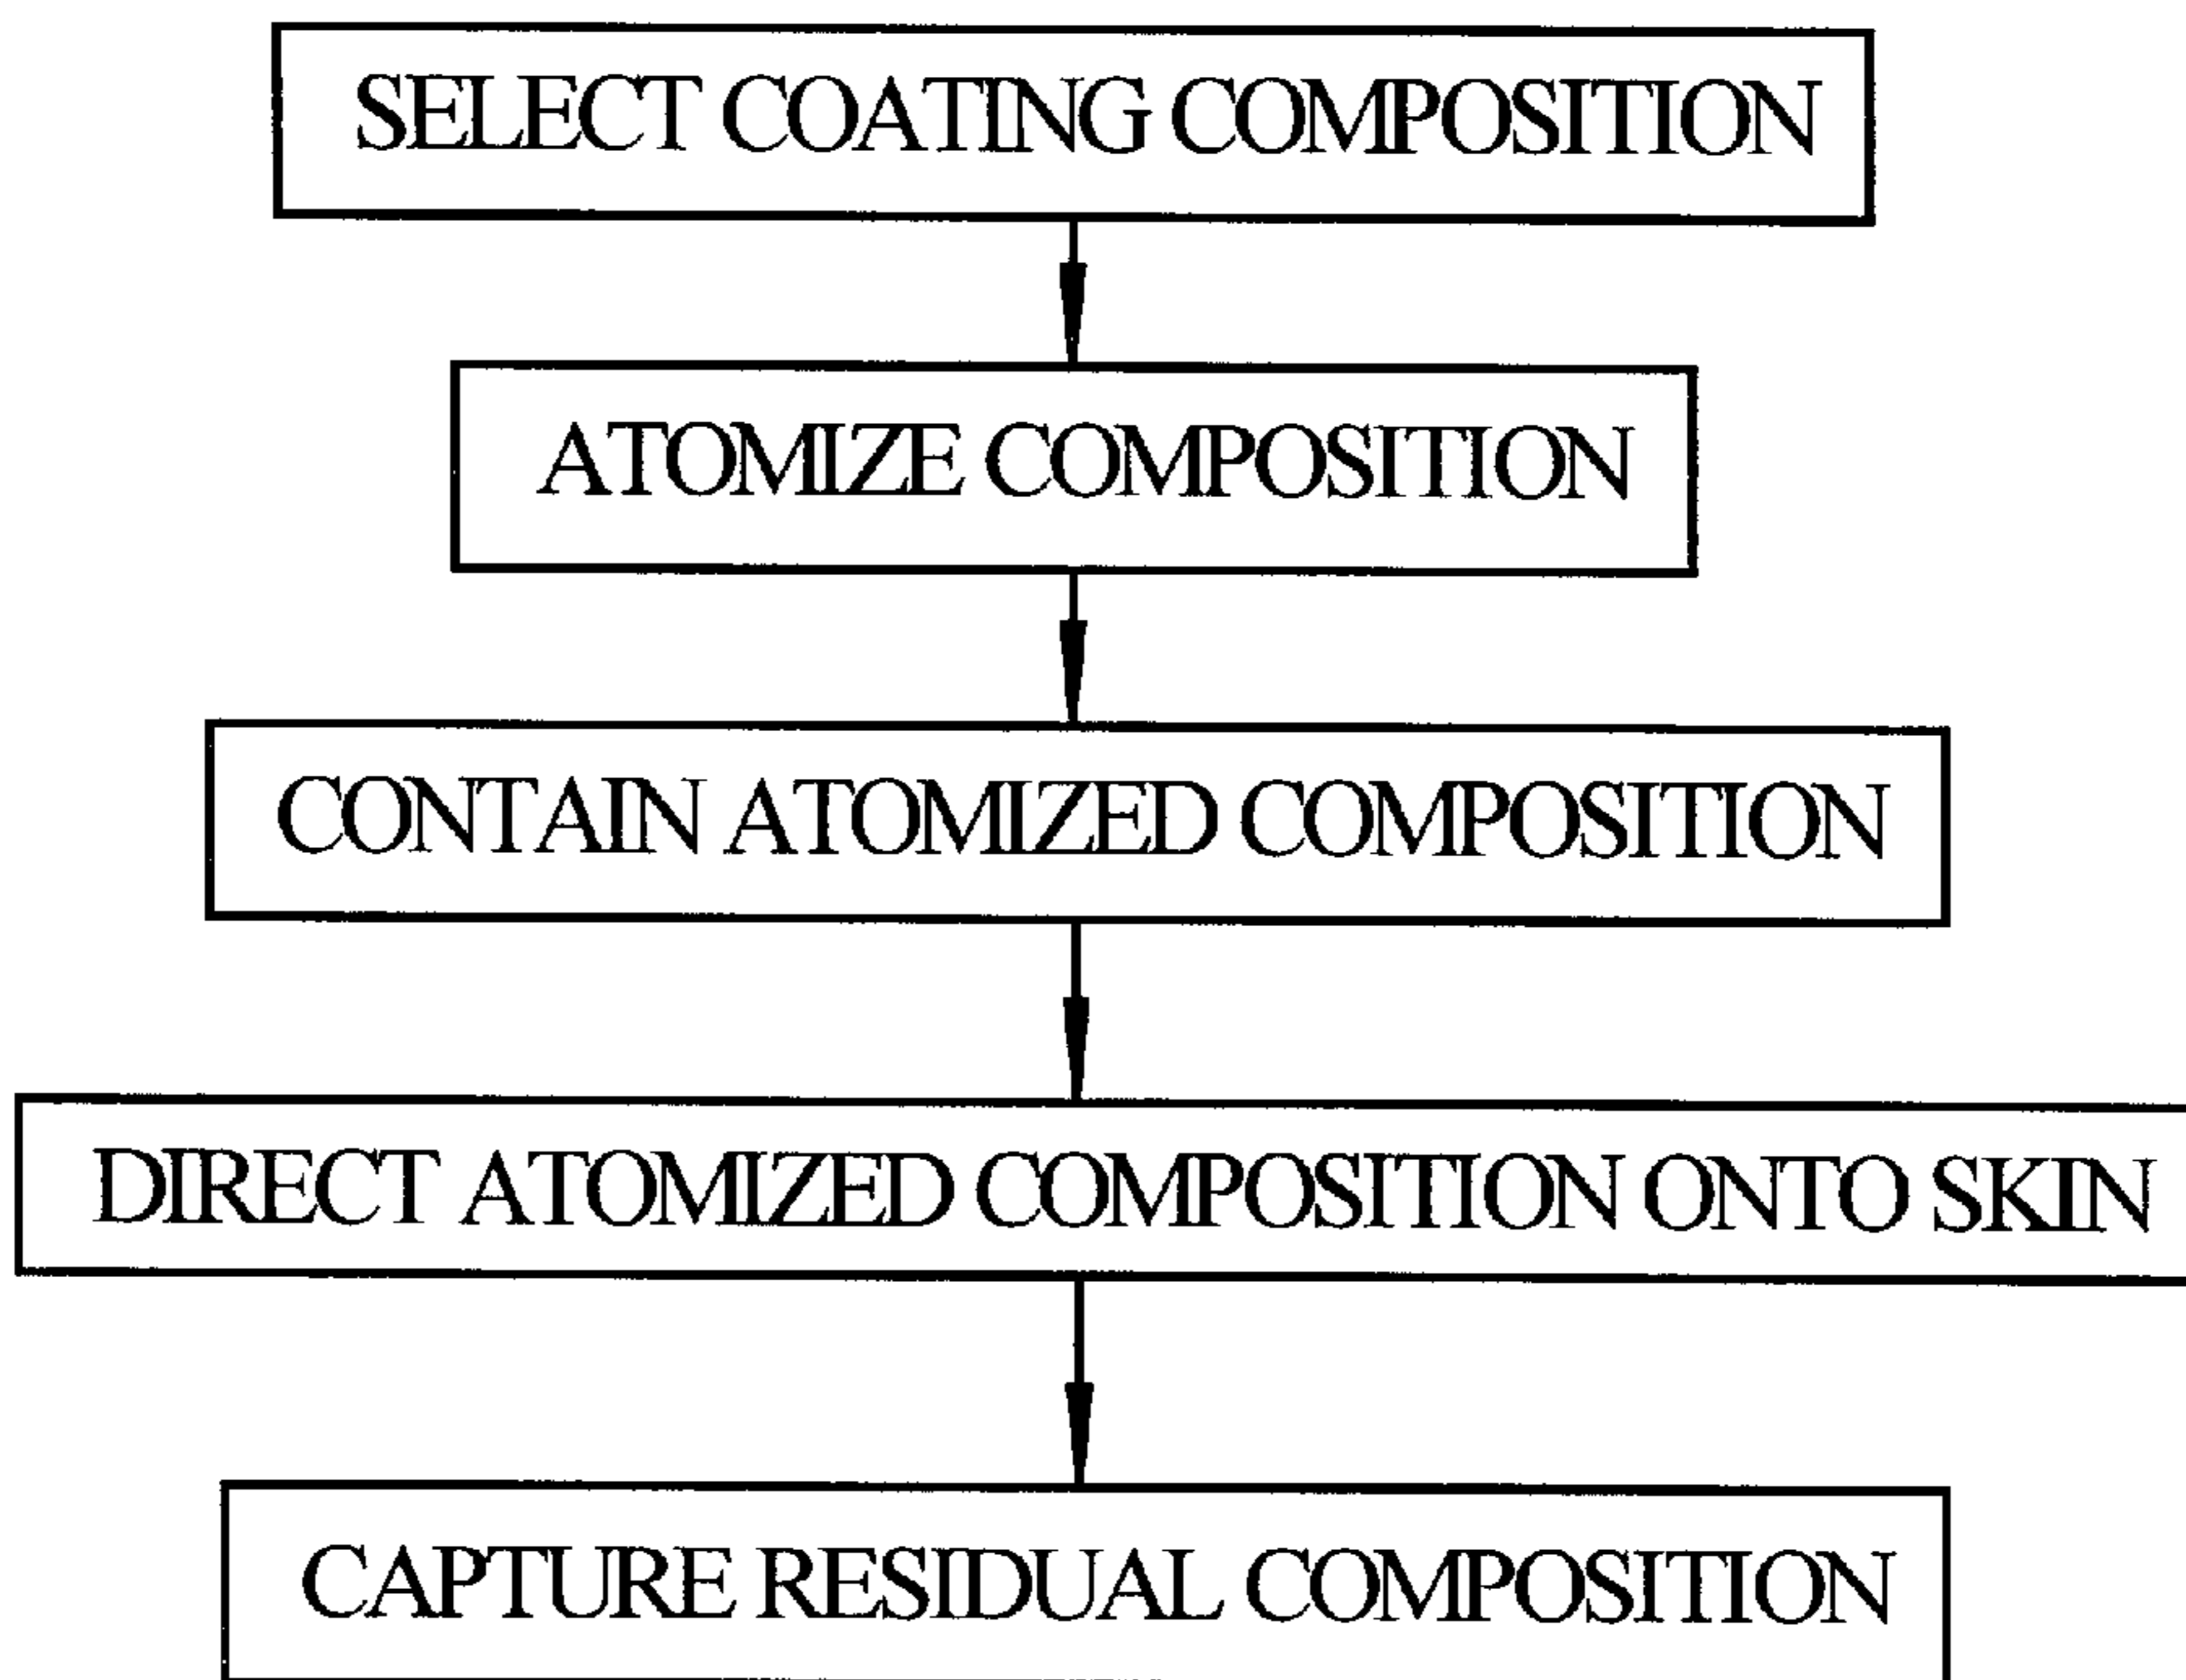 SELECT COATING COMPOSITION
ATOMIZE COMPOSITION
CONTAIN ATOMIZED COMPOSITION
DIRECT ATOMIZED COMPOSITION ONTO SKIN
CAPTURE RESIDUAL COMPOSITION